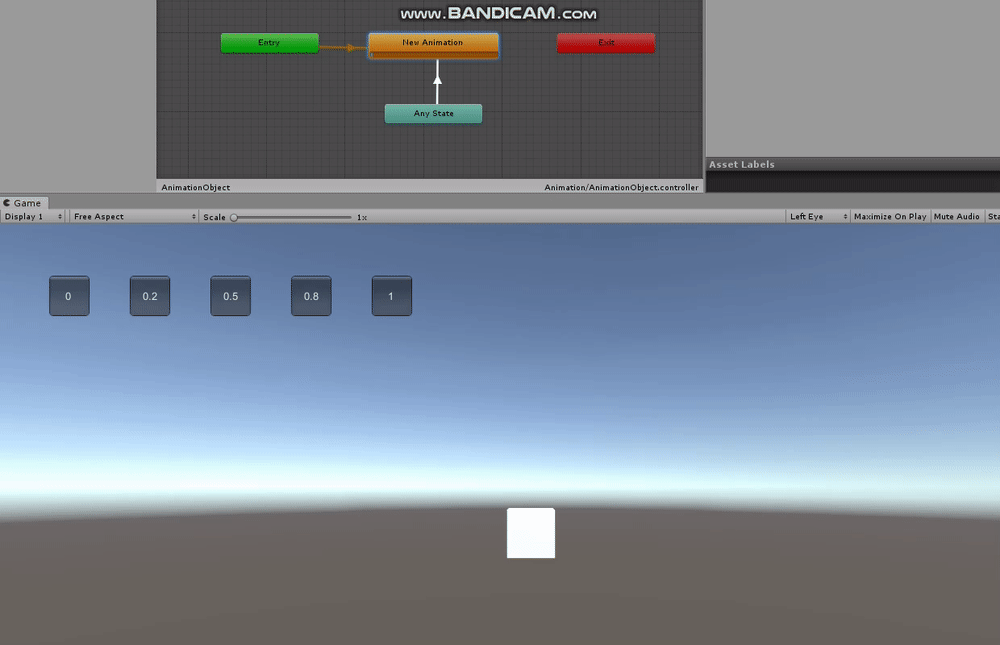 www.BANDICAM.com
Entry
New Animation
Exit
Any State
Asset Labels
AnimationObject
Animation/AnimationObject.controller
Game
Display 1
Free Aspect
Scale
1x
Left Eye
Maximize On Play
Mute Audio
Sta
0
0.2
0.5
0.8
1